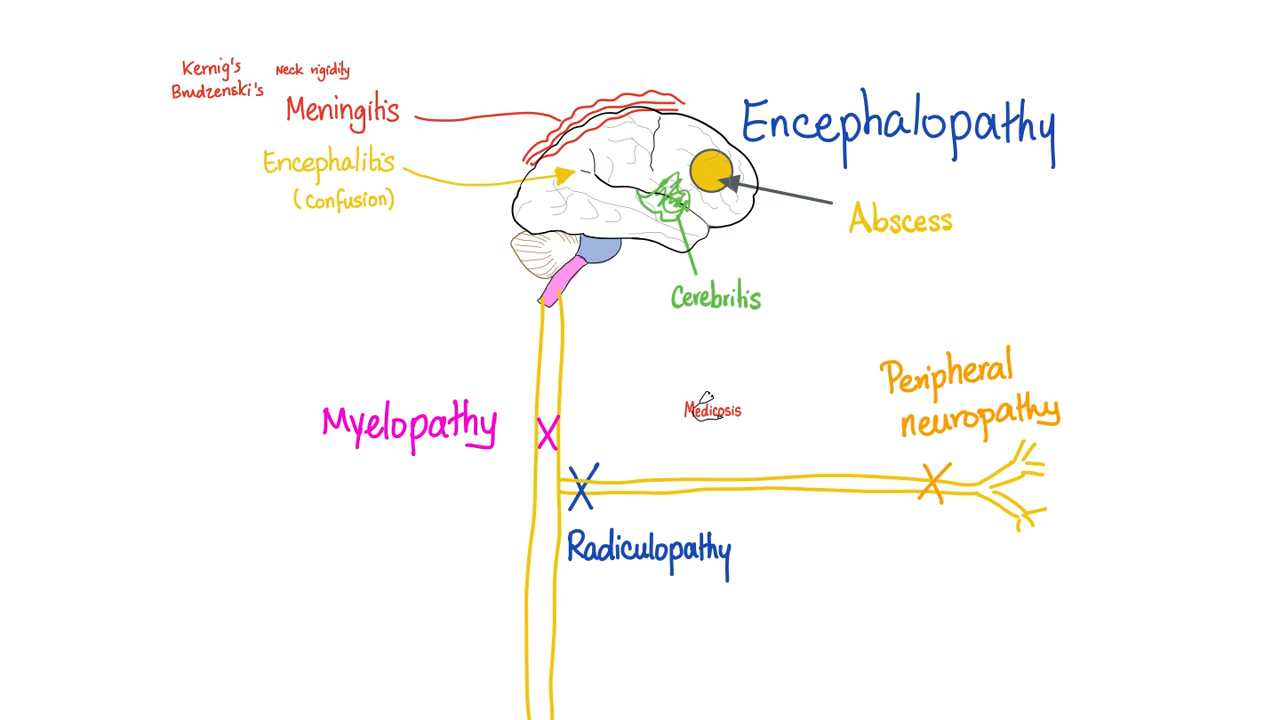 Kernig's
Brudzenski's
Neck rigidity
Meningitis
Encephalitis
(confusion)
Encephalopathy
Abscess
Cerebritis
Medicosis
Myelopathy
Peripheral
neuropathy
Radiculopathy